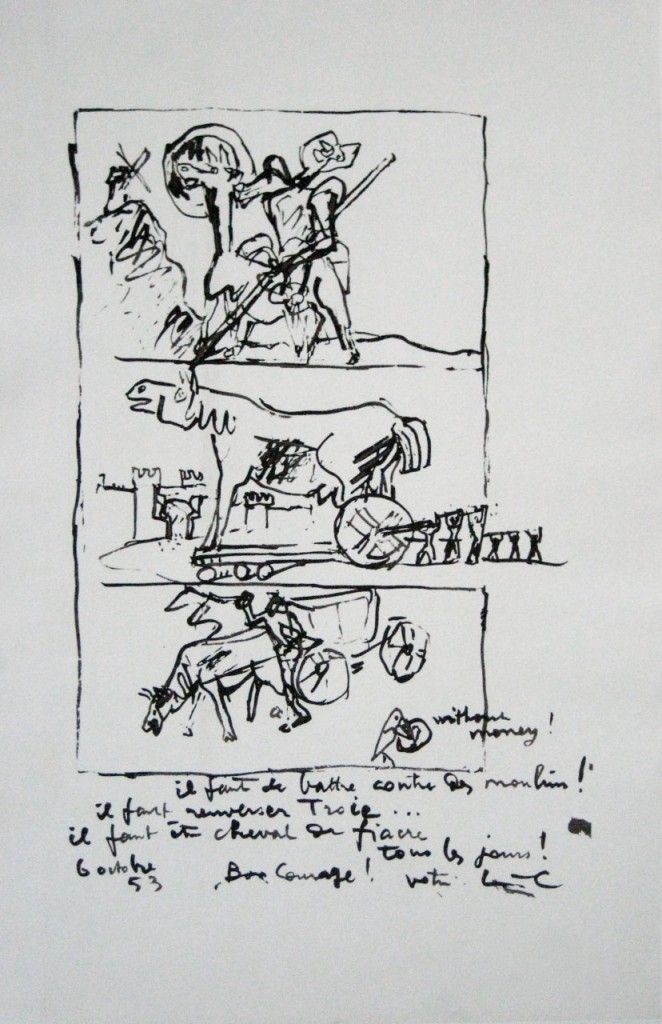 without
money!
il faut se battre contre des moulins!
il faut renverser Troie ...
il faut être cheval de fiacre
tous les jours!
6 octobre
53
Bon Courage! votre